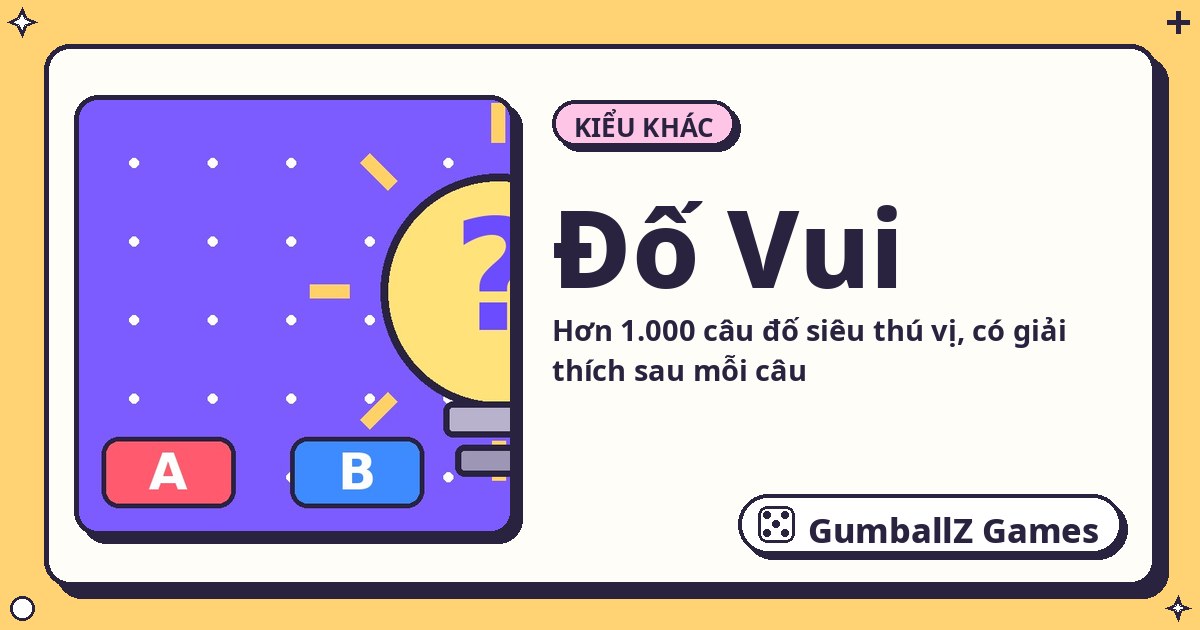 KIỂU KHÁC
Đố Vui
Hơn 1.000 câu đố siêu thú vị, có giải
thích sau mỗi câu
?
A
B
GumballZ Games